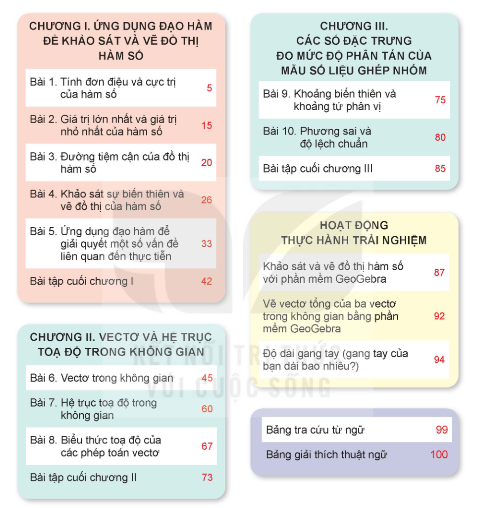 CHƯƠNG I. ỨNG DỤNG ĐẠO HÀM
ĐỂ KHẢO SÁT VÀ VẼ ĐỒ THỊ
HÀM SỐ
Bài 1. Tính đơn điệu và cực trị
của hàm số 5
Bài 2. Giá trị lớn nhất và giá trị
nhỏ nhất của hàm số 15
Bài 3. Đường tiệm cận của đồ thị
hàm số 20
Bài 4. Khảo sát sự biến thiên và
vẽ đồ thị của hàm số 26
Bài 5. Ứng dụng đạo hàm để
giải quyết một số vấn đề
liên quan đến thực tiễn 33
Bài tập cuối chương I 42
CHƯƠNG II. VECTƠ VÀ HỆ TRỤC
TOẠ ĐỘ TRONG KHÔNG GIAN
Bài 6. Vectơ trong không gian 45
Bài 7. Hệ trục toạ độ trong
không gian 60
Bài 8. Biểu thức toạ độ của
các phép toán vectơ 67
Bài tập cuối chương II 73
CHƯƠNG III.
CÁC SỐ ĐẶC TRƯNG
ĐO MỨC ĐỘ PHÂN TÁN CỦA
MẪU SỐ LIỆU GHÉP NHÓM
Bài 9. Khoảng biến thiên và
khoảng tứ phân vị 75
Bài 10. Phương sai và
độ lệch chuẩn 80
Bài tập cuối chương III 85
HOẠT ĐỘNG
THỰC HÀNH TRẢI NGHIỆM
Khảo sát và vẽ đồ thị hàm số
với phần mềm GeoGebra 87
Vẽ vectơ tổng của ba vectơ
trong không gian bằng phần
mềm GeoGebra 92
Độ dài gang tay (gang tay của
bạn dài bao nhiêu?) 94
Bảng tra cứu từ ngữ 99
Bảng giải thích thuật ngữ 100
KẾT NỐI TRI THỨC
VỚI CUỘC SỐNG